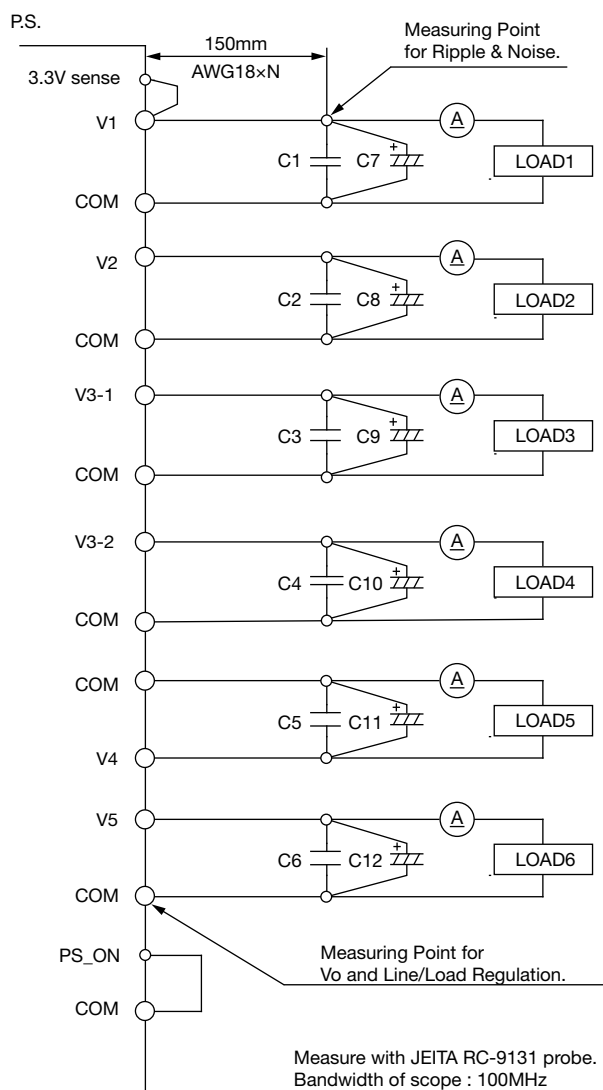 P.S.
150mm
AWG18×N
Measuring Point
for Ripple & Noise.
3.3V sense
V1
C1
C7
+
A
LOAD1
COM
V2
C2
C8
+
A
LOAD2
COM
V3-1
C3
C9
+
A
LOAD3
COM
V3-2
C4
C10
+
A
LOAD4
COM
COM
C5
C11
+
A
LOAD5
V4
V5
C6
C12
+
A
LOAD6
COM
PS_ON
COM
Measuring Point for
Vo and Line/Load Regulation.
Measure with JEITA RC-9131 probe.
Bandwidth of scope : 100MHz